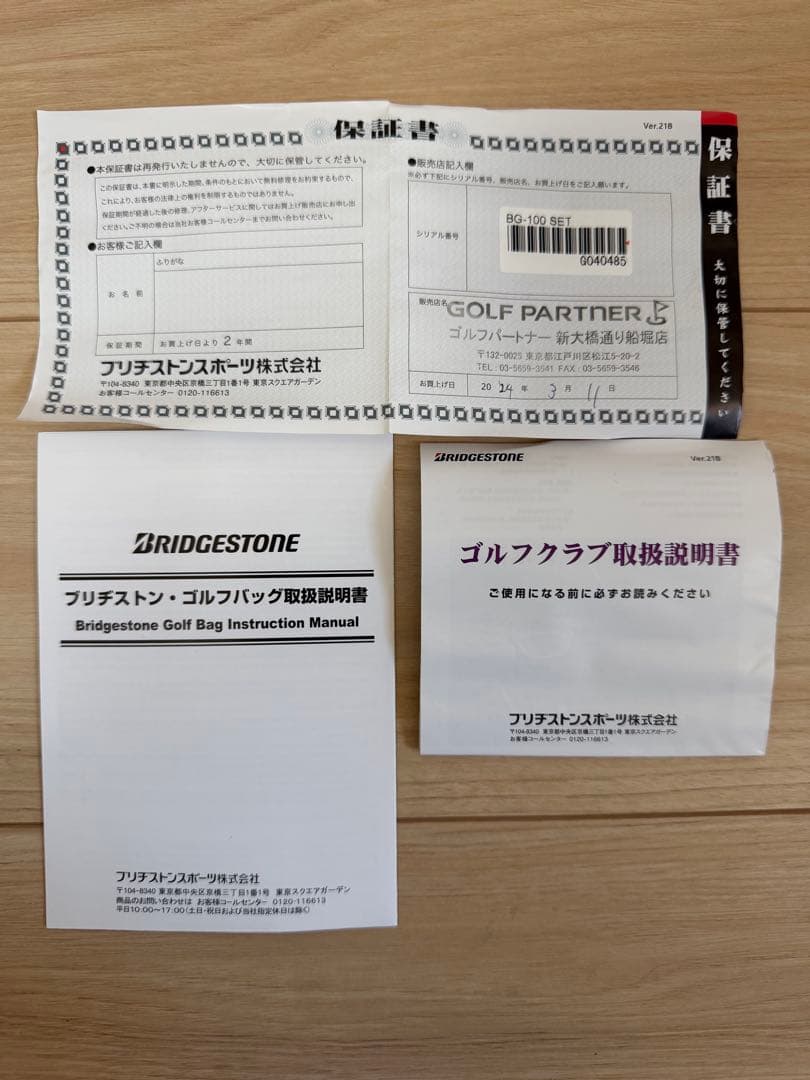 保証書
Ver.21B
●本保証書は再発行いたしませんので、大切に保管してください。
この保証書は、本書に明示した期間、条件のもとにおいて無料修理をお約束するもので、
これにより、お客様の法律上の権利を制限するものではありません。
保証期間が経過した後の修理、アフターサービスに関してはお買上げ販売店にお申し出
ください。ご不明の場合は当社お客様コールセンターまでお問い合わせください。
●お客様ご記入欄
ふりがな
お名前
保証期間 お買上げ日より2年間
ブリヂストンスポーツ株式会社
〒104-8340 東京都中央区京橋三丁目1番1号 東京スクエアガーデン
お客様コールセンター 0120-116613
●販売店記入欄
※必ず下記にシリアル番号、販売店名、お買上げ日をご記入願います。
シリアル番号
BG-100 SET
G040485
販売店名
GOLF PARTNER
ゴルフパートナー 新大橋通り船堀店
〒132-0025 東京都江戸川区松江5-20-2
TEL:03-5659-3541 FAX:03-5659-3546
お買上げ日 2024年3月11日
保証書
大切に保管してください
BRIDGESTONE
ブリヂストン・ゴルフバッグ取扱説明書
Bridgestone Golf Bag Instruction Manual
ブリヂストンスポーツ株式会社
〒104-8340 東京都中央区京橋三丁目1番1号 東京スクエアガーデン
商品のお問い合わせは お客様コールセンター 0120-116613
平日10:00～17:00(土日・祝日および当社指定休日は除く)
BRIDGESTONE
Ver.21B
ゴルフクラブ取扱説明書
ご使用になる前に必ずお読みください
ブリヂストンスポーツ株式会社
〒104-8340 東京都中央区京橋三丁目1番1号 東京スクエアガーデン
お客様コールセンター 0120-116613